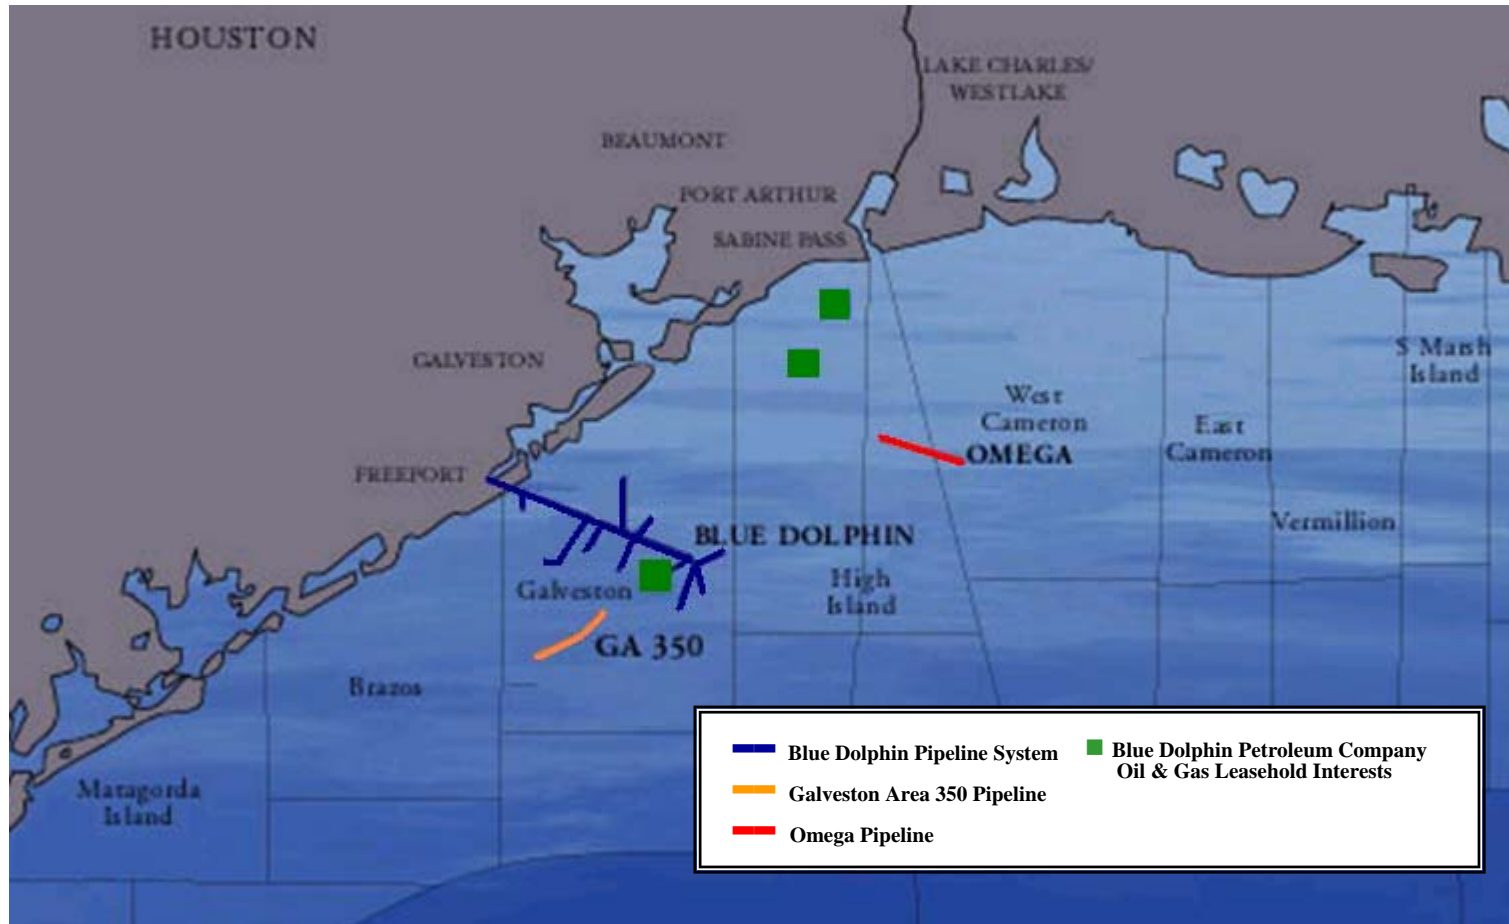 HOUSTON
LAKE CHARLES/
WESTLAKE
BEAUMONT
PORT ARTHUR
SABINE PASS
GALVESTON
S Marsh
Island
West
Cameron
East
Cameron
OMEGA
FREEPORT
Vermillion
BLUE DOLPHIN
High
Island
Galveston
GA 350
Brazos
Matagorda
Island
Blue Dolphin Pipeline System
Galveston Area 350 Pipeline
Omega Pipeline
Blue Dolphin Petroleum Company
Oil & Gas Leasehold Interests